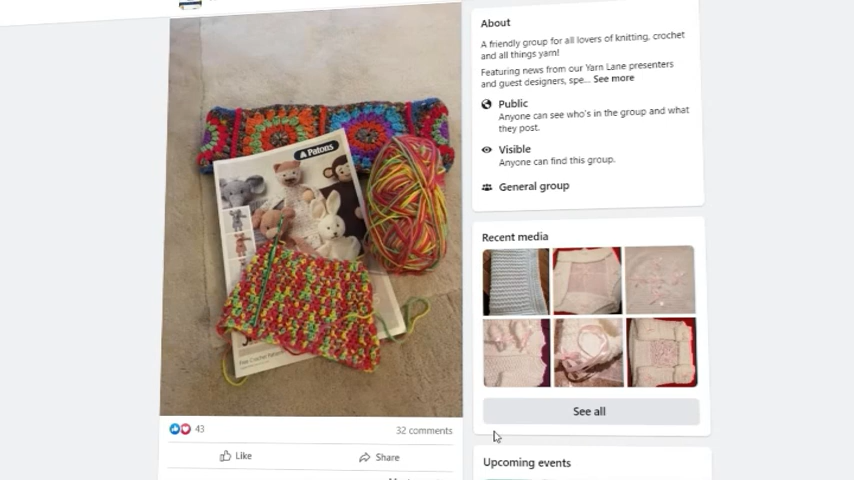 Patons
43
32 comments
Like
Share
About
A friendly group for all lovers of knitting, crochet
and all things yarn!
Featuring news from our Yarn Lane presenters
and guest designers, spe... See more
Public
Anyone can see who's in the group and what
they post.
Visible
Anyone can find this group.
General group
Recent media
See all
Upcoming events